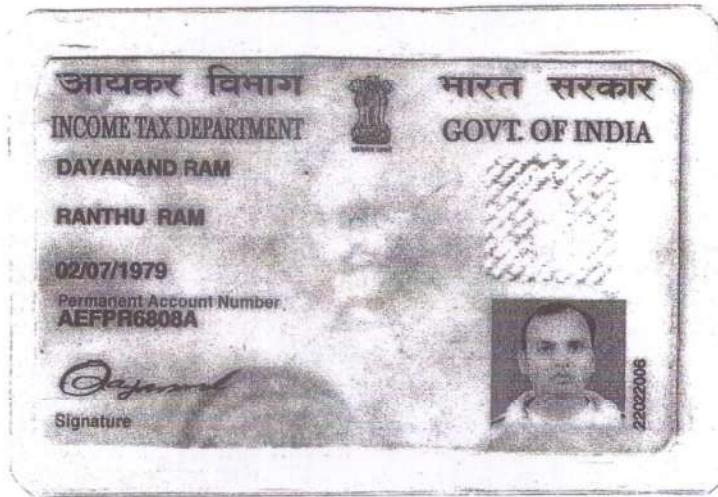 आयकर विभाग
भारत सरकार
INCOME TAX DEPARTMENT
GOVT. OF INDIA
DAYANAND RAM
RANTHU RAM
02/07/1979
Permanent Account Number
AEFPR6808A
Signature
22022006